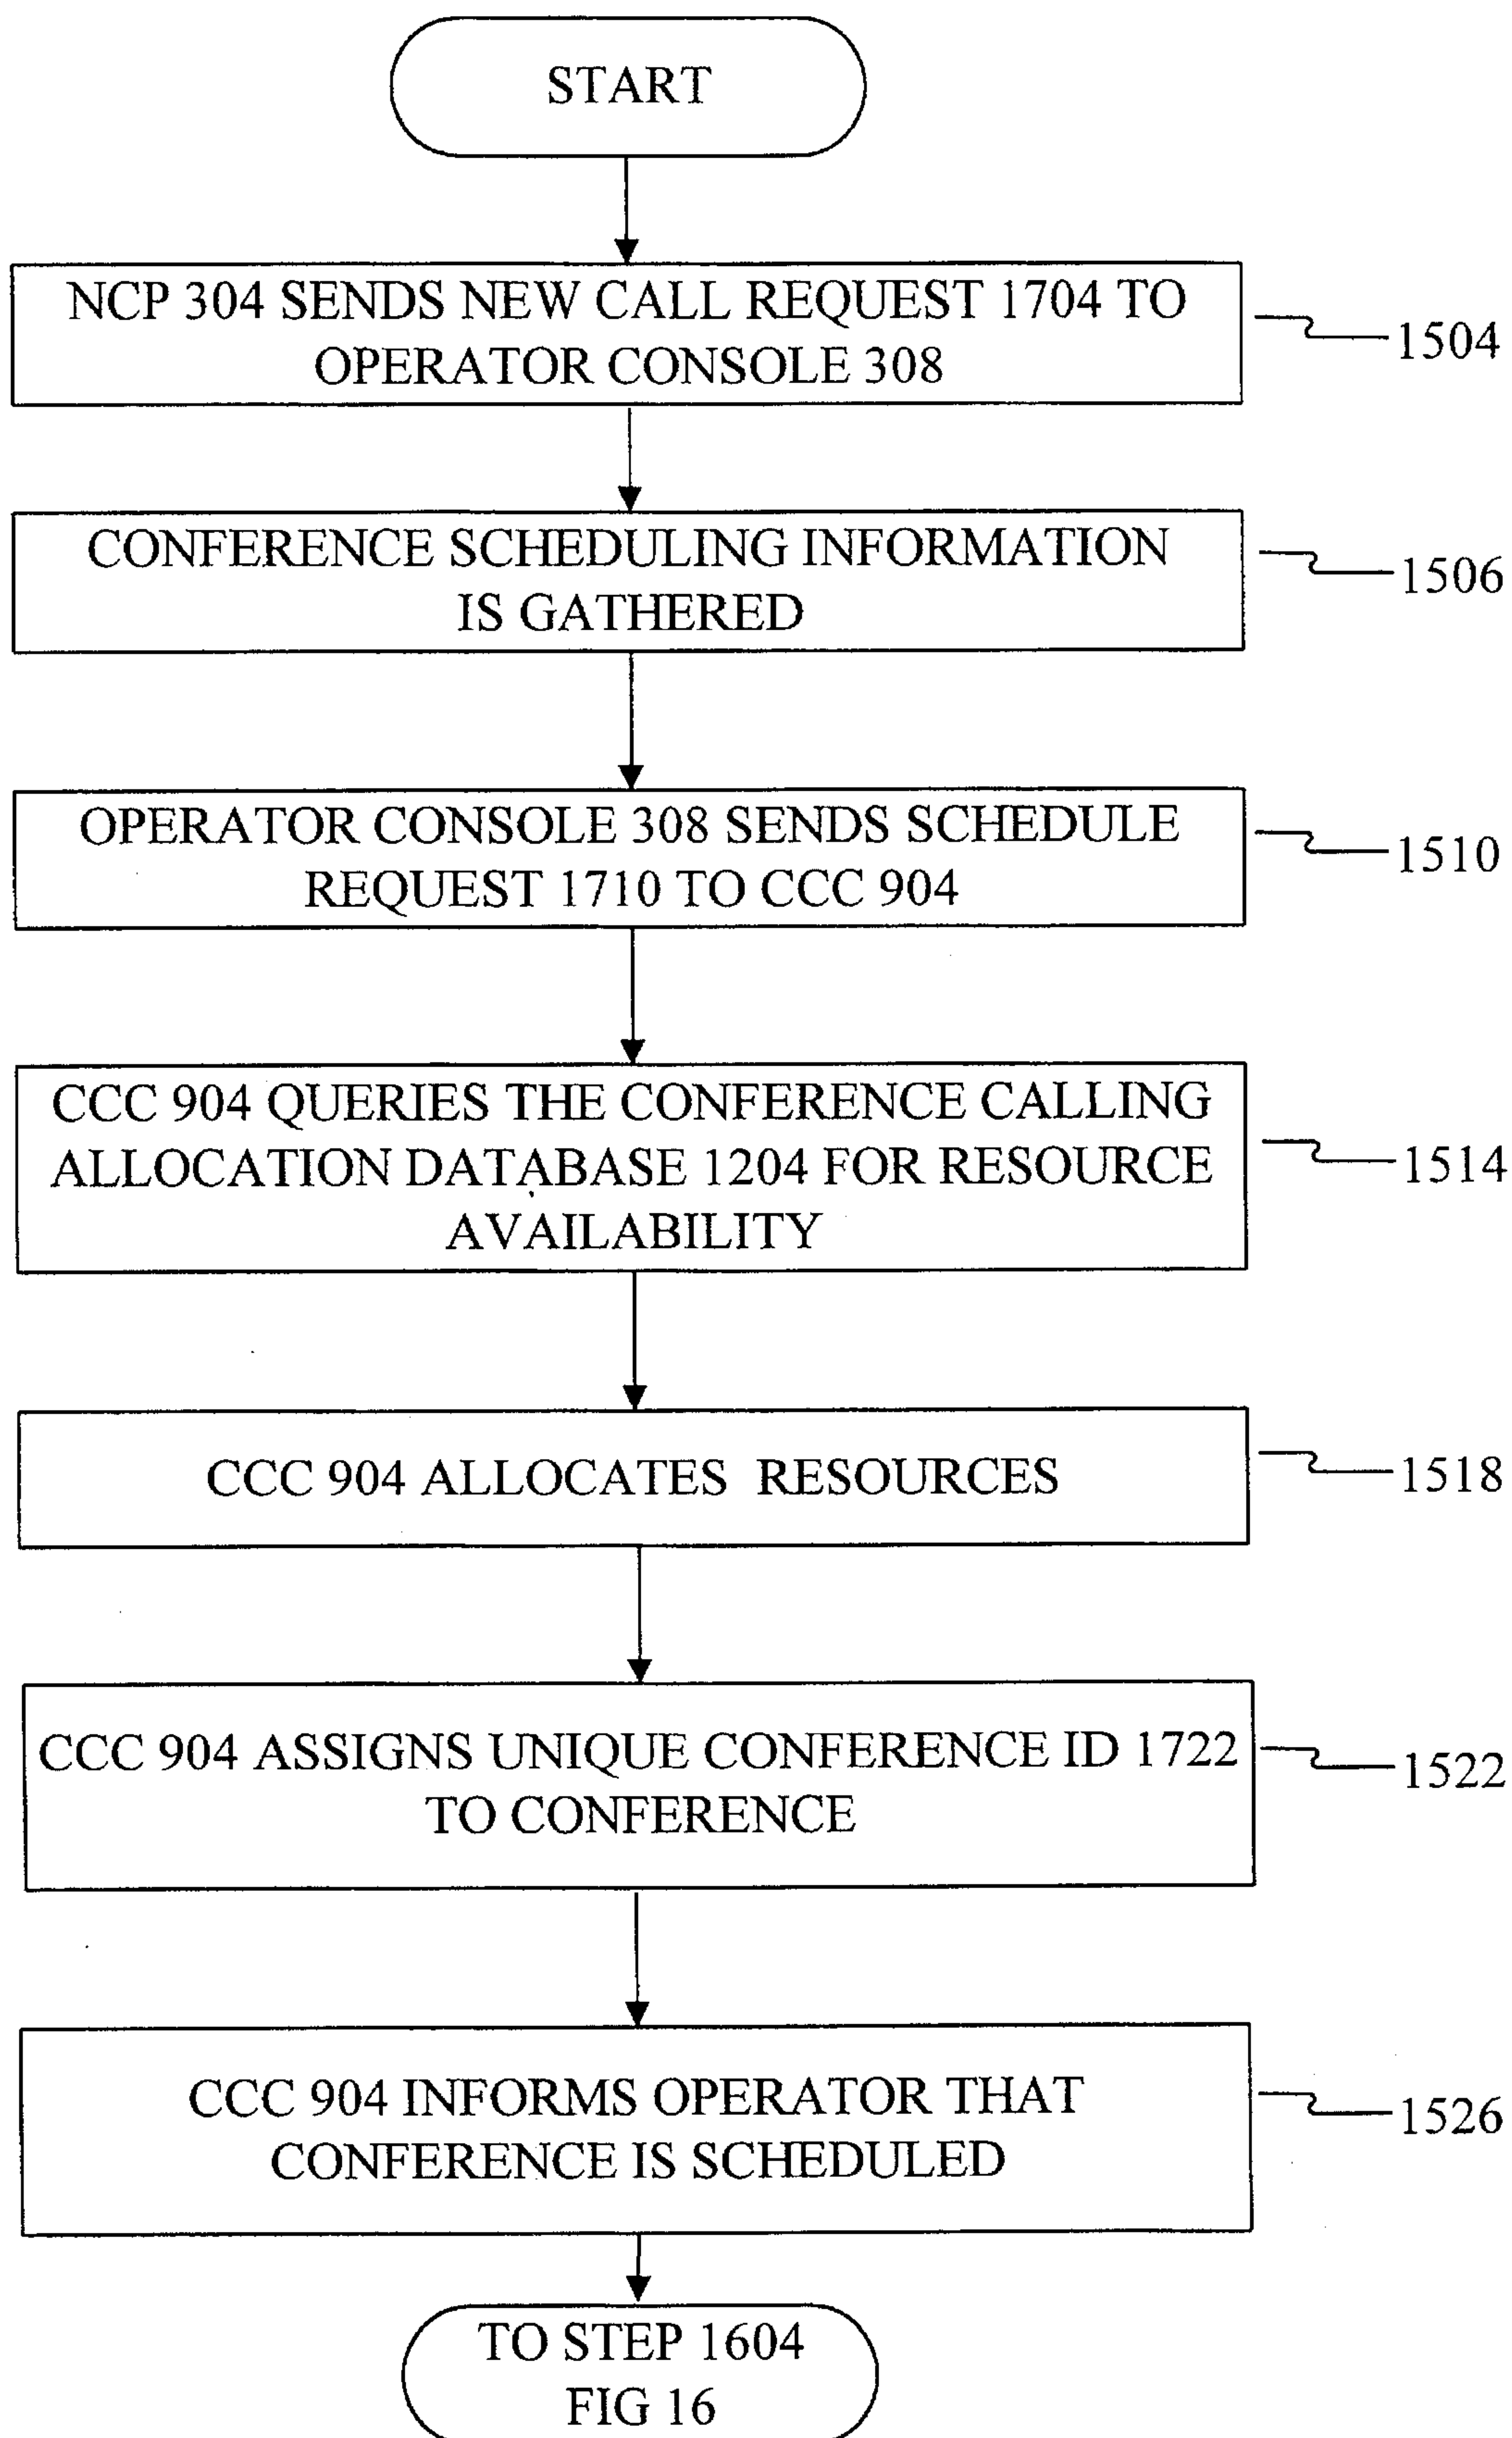 START
NCP 304 SENDS NEW CALL REQUEST 1704 TO
OPERATOR CONSOLE 308
1504
CONFERENCE SCHEDULING INFORMATION
IS GATHERED
1506
OPERATOR CONSOLE 308 SENDS SCHEDULE
REQUEST 1710 TO CCC 904
1510
CCC 904 QUERIES THE CONFERENCE CALLING
ALLOCATION DATABASE 1204 FOR RESOURCE
AVAILABILITY
1514
CCC 904 ALLOCATES RESOURCES
1518
CCC 904 ASSIGNS UNIQUE CONFERENCE ID 1722
TO CONFERENCE
1522
CCC 904 INFORMS OPERATOR THAT
CONFERENCE IS SCHEDULED
1526
TO STEP 1604
FIG 16